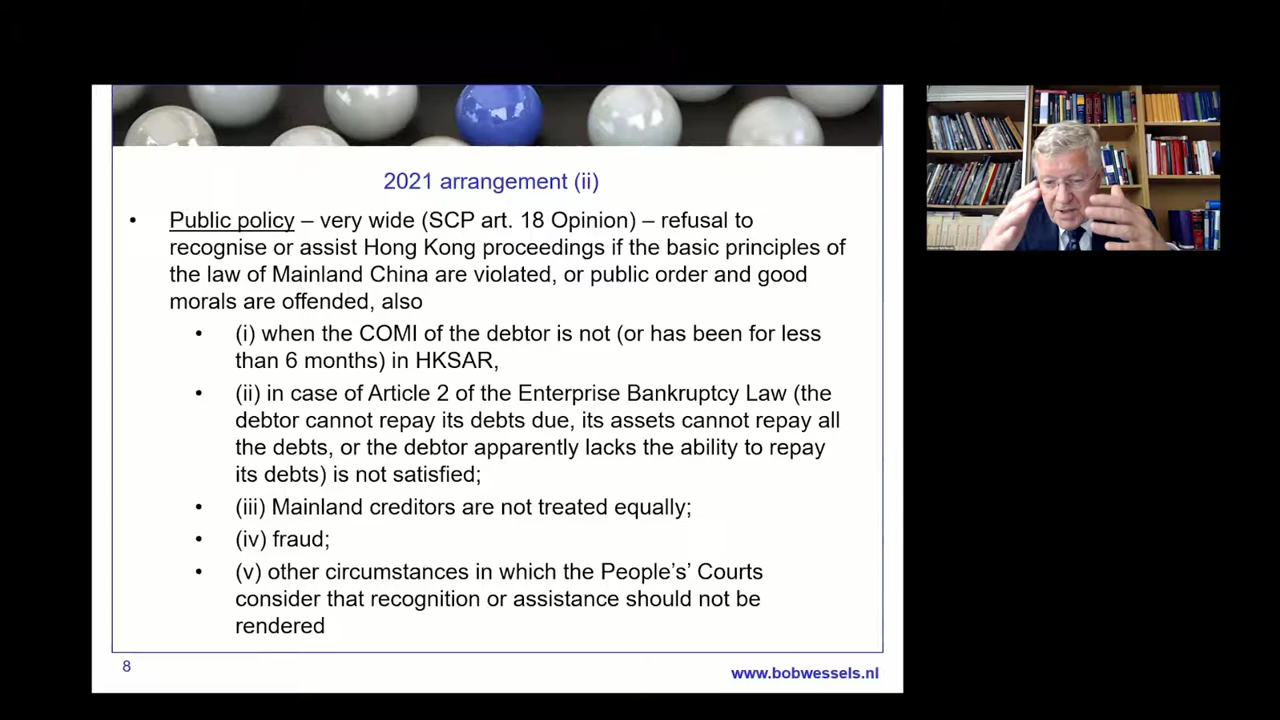 2021 arrangement (ii)
• Public policy – very wide (SCP art. 18 Opinion) – refusal to
recognise or assist Hong Kong proceedings if the basic principles of
the law of Mainland China are violated, or public order and good
morals are offended, also
• (i) when the COMI of the debtor is not (or has been for less
than 6 months) in HKSAR,
• (ii) in case of Article 2 of the Enterprise Bankruptcy Law (the
debtor cannot repay its debts due, its assets cannot repay all
the debts, or the debtor apparently lacks the ability to repay
its debts) is not satisfied;
• (iii) Mainland creditors are not treated equally;
• (iv) fraud;
• (v) other circumstances in which the People’s’ Courts
consider that recognition or assistance should not be
rendered
8
www.bobwessels.nl